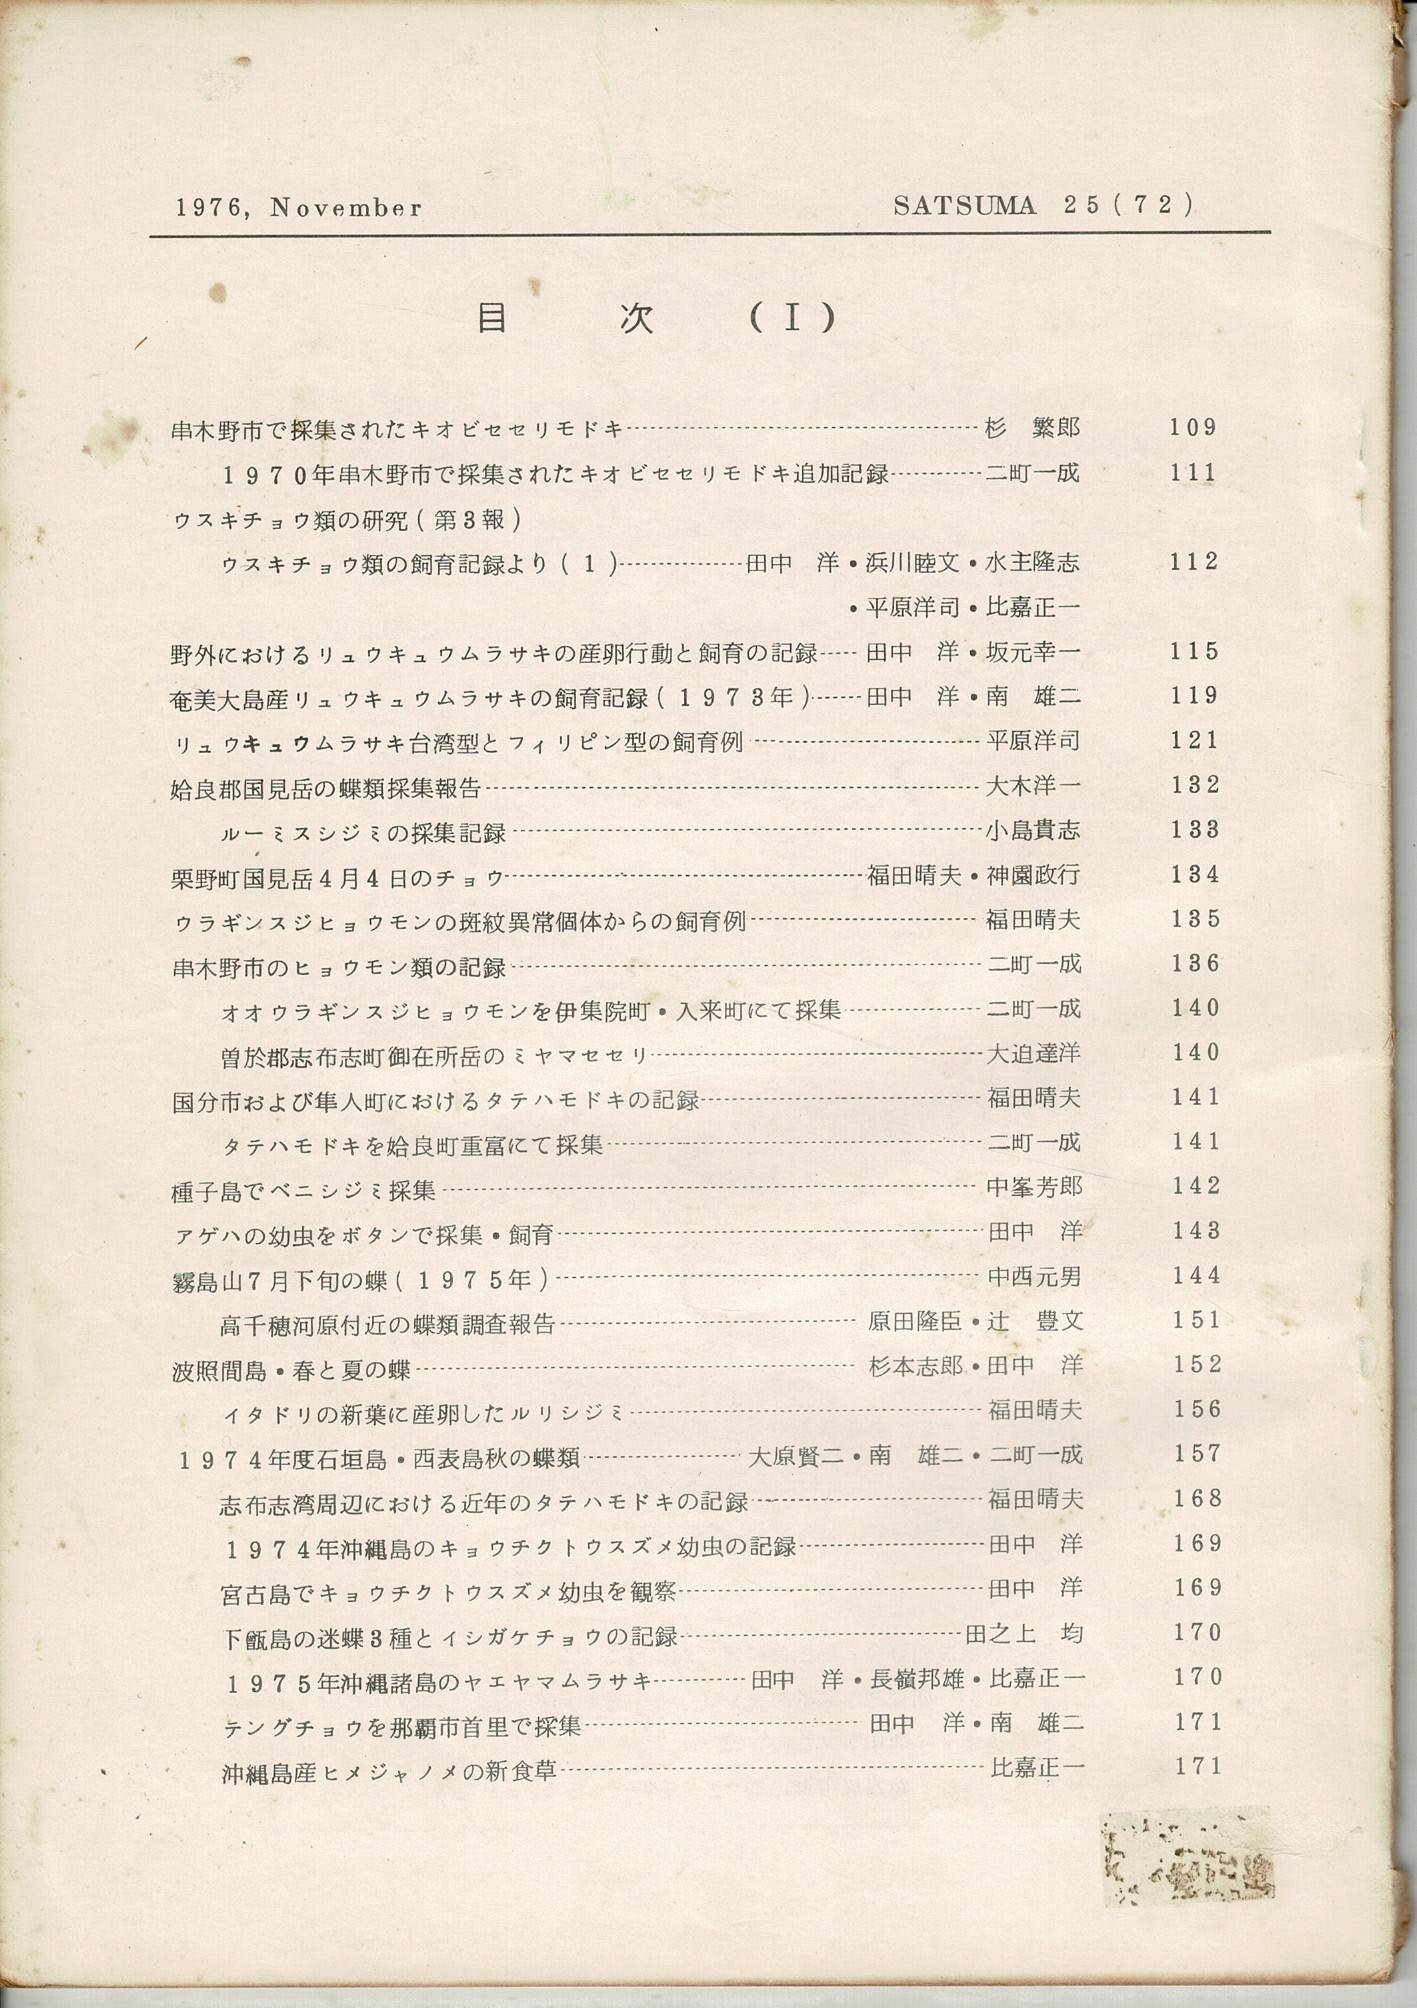 1976, November SATSUMA 25(72)
目次 (I)
串木野市で採集されたキオビセセリモドキ 杉 繁郎 109
1970年串木野市で採集されたキオビセセリモドキ追加記録 二町一成 111
ウスキチョウ類の研究(第3報)
ウスキチョウ類の飼育記録より(1) 田中 洋・浜川睦文・水主隆志 112
・平原洋司・比嘉正一
野外におけるリュウキュウムラサキの産卵行動と飼育の記録 田中 洋・坂元幸一 115
奄美大島産リュウキュウムラサキの飼育記録(1973年) 田中 洋・南 雄二 119
リュウキュウムラサキ台湾型とフィリピン型の飼育例 平原洋司 121
姶良郡国見岳の蝶類採集報告 大木洋一 132
ルーミスシジミの採集記録 小島貴志 133
栗野町国見岳4月4日のチョウ 福田晴夫・神園政行 134
ウラギンスジヒョウモンの斑紋異常個体からの飼育例 福田晴夫 135
串木野市のヒョウモン類の記録 二町一成 136
オオウラギンスジヒョウモンを伊集院町・入来町にて採集 二町一成 140
曽於郡志布志町御在所岳のミヤマセセリ 大迫達洋 140
国分市および隼人町におけるタテハモドキの記録 福田晴夫 141
タテハモドキを姶良町重富にて採集 二町一成 141
種子島でベニシジミ採集 中峯芳郎 142
アゲハの幼虫をボタンで採集・飼育 田中 洋 143
霧島山7月下旬の蝶(1975年) 中西元男 144
高千穂河原付近の蝶類調査報告 原田隆臣・辻 豊文 151
波照間島・春と夏の蝶 杉本志郎・田中 洋 152
イタドリの新葉に産卵したルリシジミ 福田晴夫 156
1974年度石垣島・西表島秋の蝶類 大原賢二・南 雄二・二町一成 157
志布志湾周辺における近年のタテハモドキの記録 福田晴夫 168
1974年沖縄島のキョウチクトウスズメ幼虫の記録 田中 洋 169
宮古島でキョウチクトウスズメ幼虫を観察 田中 洋 169
下甑島の迷蝶3種とイシガケチョウの記録 田之上 均 170
1975年沖縄諸島のヤエヤマムラサキ 田中 洋・長嶺邦雄・比嘉正一 170
テングチョウを那覇市首里で採集 田中 洋・南 雄二 171
沖縄島産ヒメジャノメの新食草 比嘉正一 171